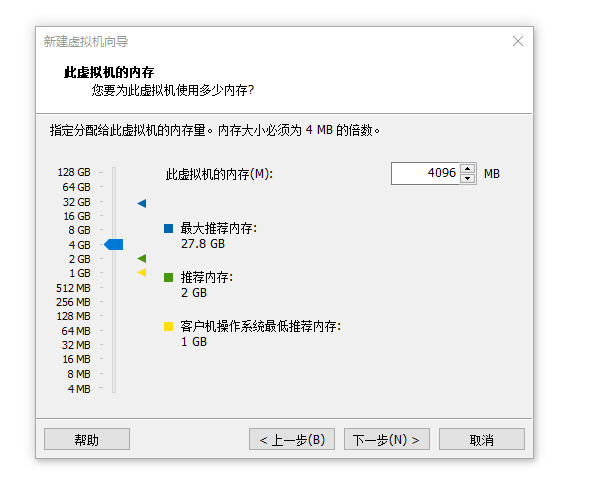 新建虚拟机向导
此虚拟机的内存
您要为此虚拟机使用多少内存?
指定分配给此虚拟机的内存量。内存大小必须为 4 MB 的倍数。
128 GB
64 GB
32 GB
16 GB
8 GB
4 GB
2 GB
1 GB
512 MB
256 MB
128 MB
64 MB
32 MB
16 MB
8 MB
4 MB
此虚拟机的内存(M): 4096 MB
最大推荐内存:
27.8 GB
推荐内存:
2 GB
客户机操作系统最低推荐内存:
1 GB
帮助 < 上一步(B) 下一步(N) > 取消